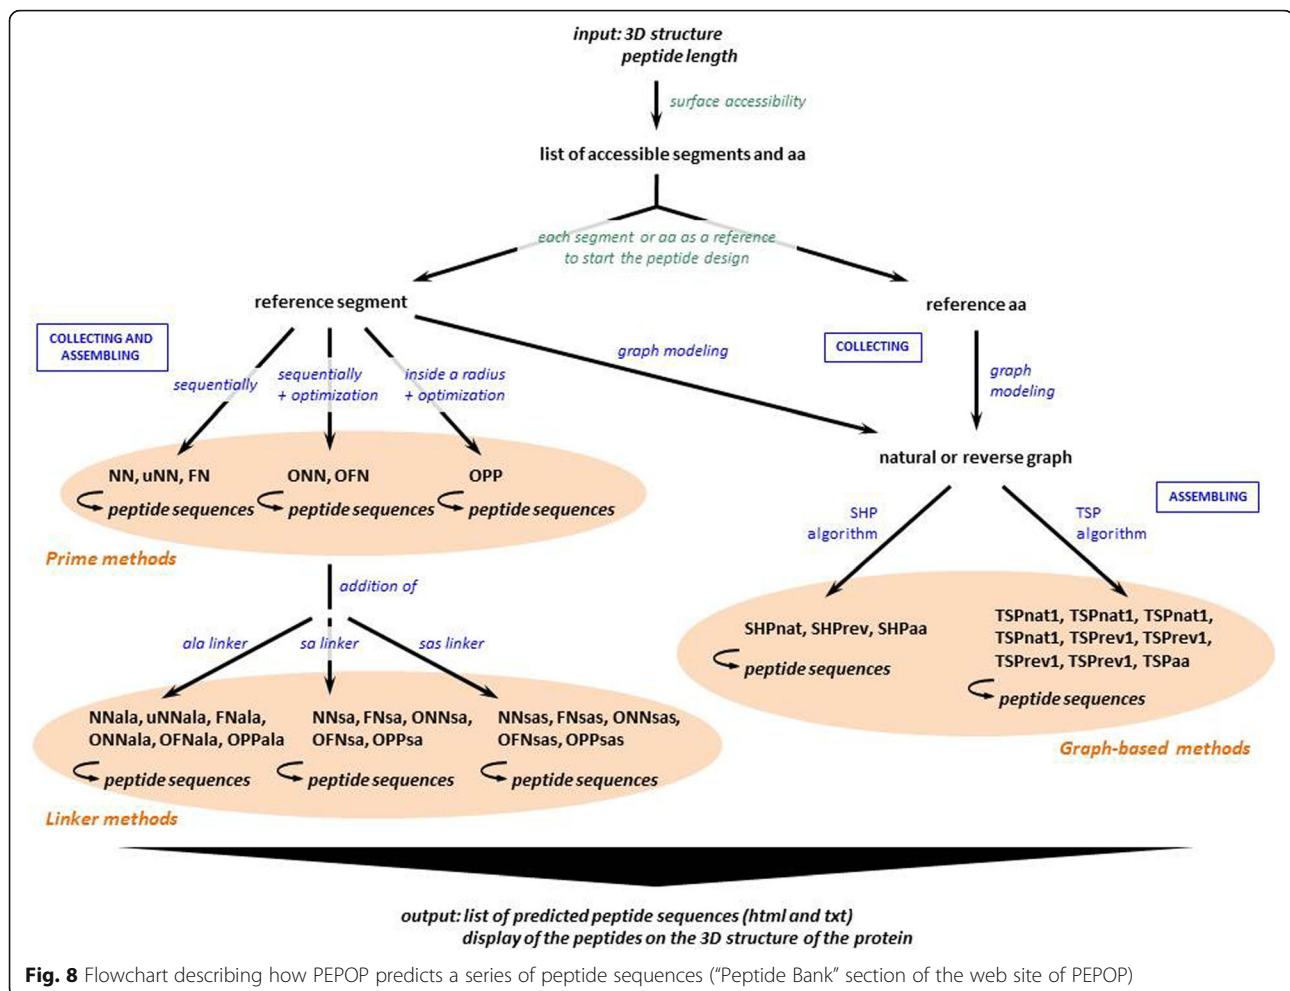 input: 3D structure
peptide length
surface accessibility
list of accessible segments and aa
each segment or aa as a reference
to start the peptide design
reference segment
reference aa
COLLECTING AND
ASSEMBLING
sequentially
sequentially
+ optimization
inside a radius
+ optimization
graph modeling
COLLECTING
graph
modeling
NN, uNN, FN
peptide sequences
ONN, OFN
peptide sequences
OPP
peptide sequences
Prime methods
natural or reverse graph
SHP
algorithm
TSP
algorithm
ASSEMBLING
addition of
ala linker
sa linker
sas linker
SHPnat, SHPrev, SHPaa
peptide sequences
TSPnat1, TSPnat1, TSPnat1,
TSPnat1, TSPrev1, TSPrev1,
TSPrev1, TSPrev1, TSPaa
peptide sequences
Graph-based methods
NNala, uNNala, FNala,
ONNala, OFNala, OPPala
peptide sequences
NNsa, FNsa, ONNsa,
OFNsa, OPPsa
peptide sequences
NNsas, FNsas, ONNsas,
OFNsas, OPPsas
peptide sequences
Linker methods
output: list of predicted peptide sequences (html and txt)
display of the peptides on the 3D structure of the protein
Fig. 8 Flowchart describing how PEPOP predicts a series of peptide sequences (“Peptide Bank” section of the web site of PEPOP)